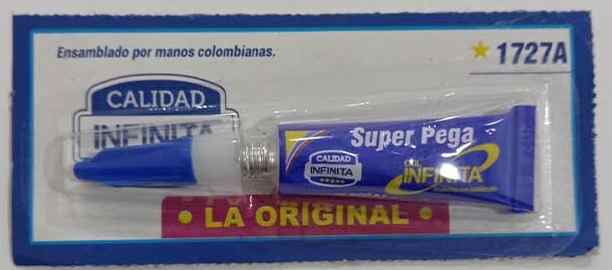 Ensamblado por manos colombianas.
★ 1727A
CALIDAD
INFINITA
Super Pega
CALIDAD
INFINITA
INFINITA
• LA ORIGINAL •